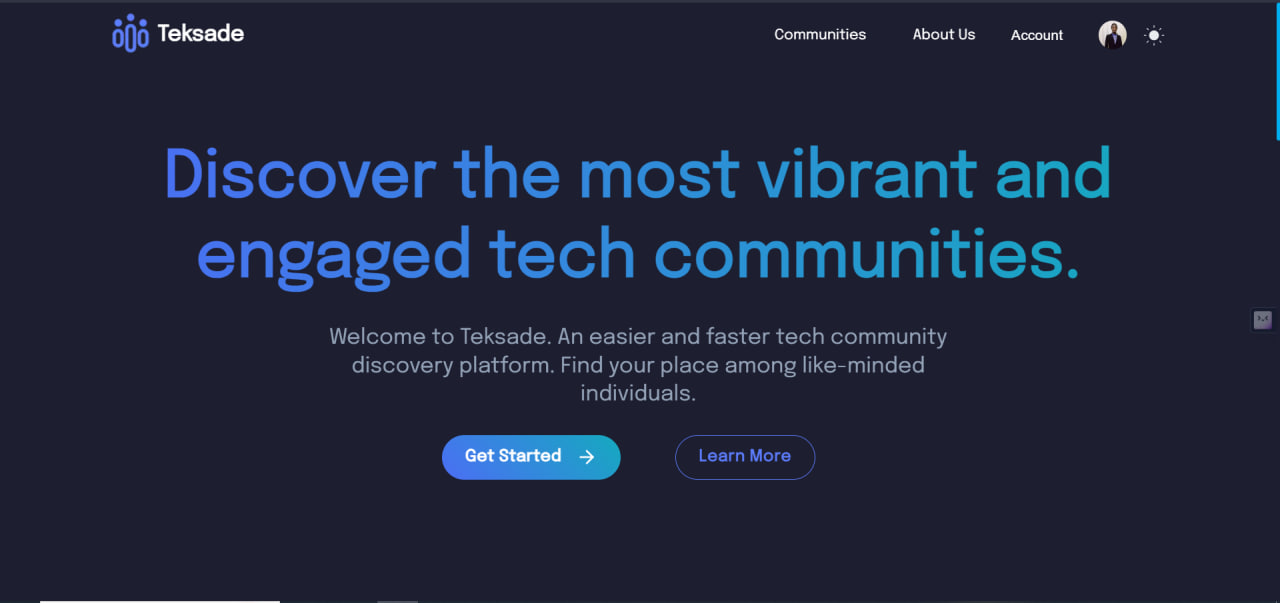 Teksade
Communities
About Us
Account
Discover the most vibrant and
engaged tech communities.
Welcome to Teksade. An easier and faster tech community
discovery platform. Find your place among like-minded
individuals.
Get Started
Learn More